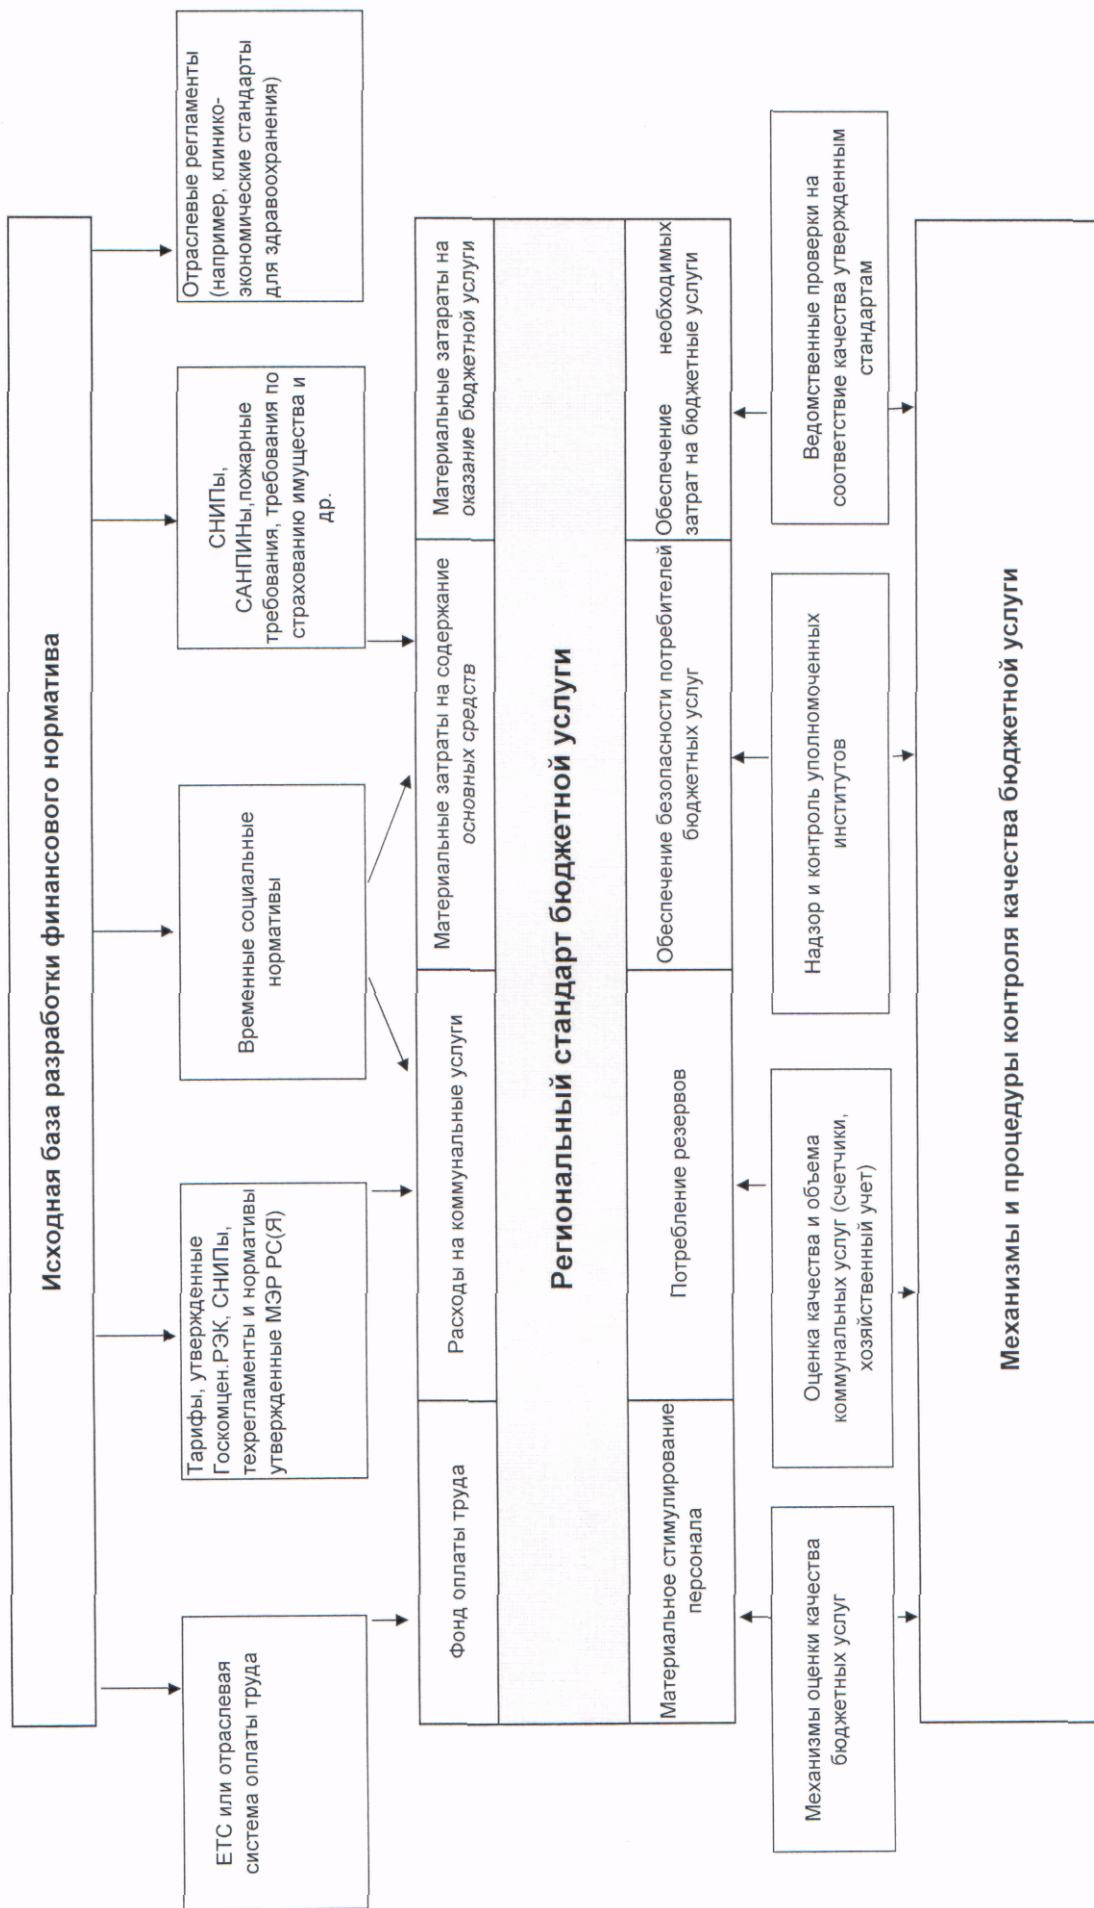 Исходная база разработки финансового норматива
ЕТС или отраслевая
система оплаты труда
Тарифы, утвержденные
Госкомцен.РЭК, СНИПы,
техрегламенты и нормативы
утвержденные МЭР РС(Я)
Временные социальные
нормативы
СНИПы,
САНПИНы,пожарные
требования, требования по
страхованию имущества и
др.
Отраслевые регламенты
(например, клинико-
экономические стандарты
для здравоохранения)
Фонд оплаты труда
Расходы на коммунальные услуги
Материальные затраты на содержание
основных средств
Материальные затараты на
оказание бюджетной услуги
Региональный стандарт бюджетной услуги
Материальное стимулирование
персонала
Потребление резервов
Обеспечение безопасности потребителей
бюджетных услуг
Обеспечение необходимых
затрат на бюджетные услуги
Механизмы оценки качества
бюджетных услуг
Оценка качества и объема
коммунальных услуг (счетчики,
хозяйственный учет)
Надзор и контроль уполномоченных
институтов
Ведомственные проверки на
соответствие качества утвержденным
стандартам
Механизмы и процедуры контроля качества бюджетной услуги